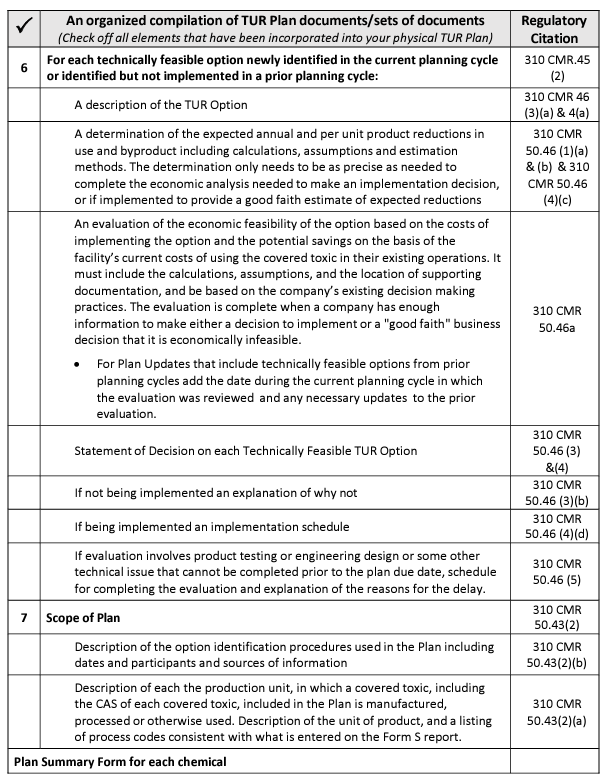 ✓
An organized compilation of TUR Plan documents/sets of documents
(Check off all elements that have been incorporated into your physical TUR Plan)
Regulatory
Citation
6
For each technically feasible option newly identified in the current planning cycle
or identified but not implemented in a prior planning cycle:
310 CMR.45
(2)
A description of the TUR Option
310 CMR 46
(3)(a) & 4(a)
A determination of the expected annual and per unit product reductions in
use and byproduct including calculations, assumptions and estimation
methods. The determination only needs to be as precise as needed to
complete the economic analysis needed to make an implementation decision,
or if implemented to provide a good faith estimate of expected reductions
310 CMR
50.46 (1)(a)
& (b) & 310
CMR 50.46
(4)(c)
An evaluation of the economic feasibility of the option based on the costs of
implementing the option and the potential savings on the basis of the
facility’s current costs of using the covered toxic in their existing operations. It
must include the calculations, assumptions, and the location of supporting
documentation, and be based on the company’s existing decision making
practices. The evaluation is complete when a company has enough
information to make either a decision to implement or a "good faith" business
decision that it is economically infeasible.
• For Plan Updates that include technically feasible options from prior
planning cycles add the date during the current planning cycle in which
the evaluation was reviewed and any necessary updates to the prior
evaluation.
310 CMR
50.46a
Statement of Decision on each Technically Feasible TUR Option
310 CMR
50.46 (3)
&(4)
If not being implemented an explanation of why not
310 CMR
50.46 (3)(b)
If being implemented an implementation schedule
310 CMR
50.46 (4)(d)
If evaluation involves product testing or engineering design or some other
technical issue that cannot be completed prior to the plan due date, schedule
for completing the evaluation and explanation of the reasons for the delay.
310 CMR
50.46 (5)
7
Scope of Plan
310 CMR
50.43(2)
Description of the option identification procedures used in the Plan including
dates and participants and sources of information
310 CMR
50.43(2)(b)
Description of each the production unit, in which a covered toxic, including
the CAS of each covered toxic, included in the Plan is manufactured,
processed or otherwise used. Description of the unit of product, and a listing
of process codes consistent with what is entered on the Form S report.
310 CMR
50.43(2)(a)
Plan Summary Form for each chemical